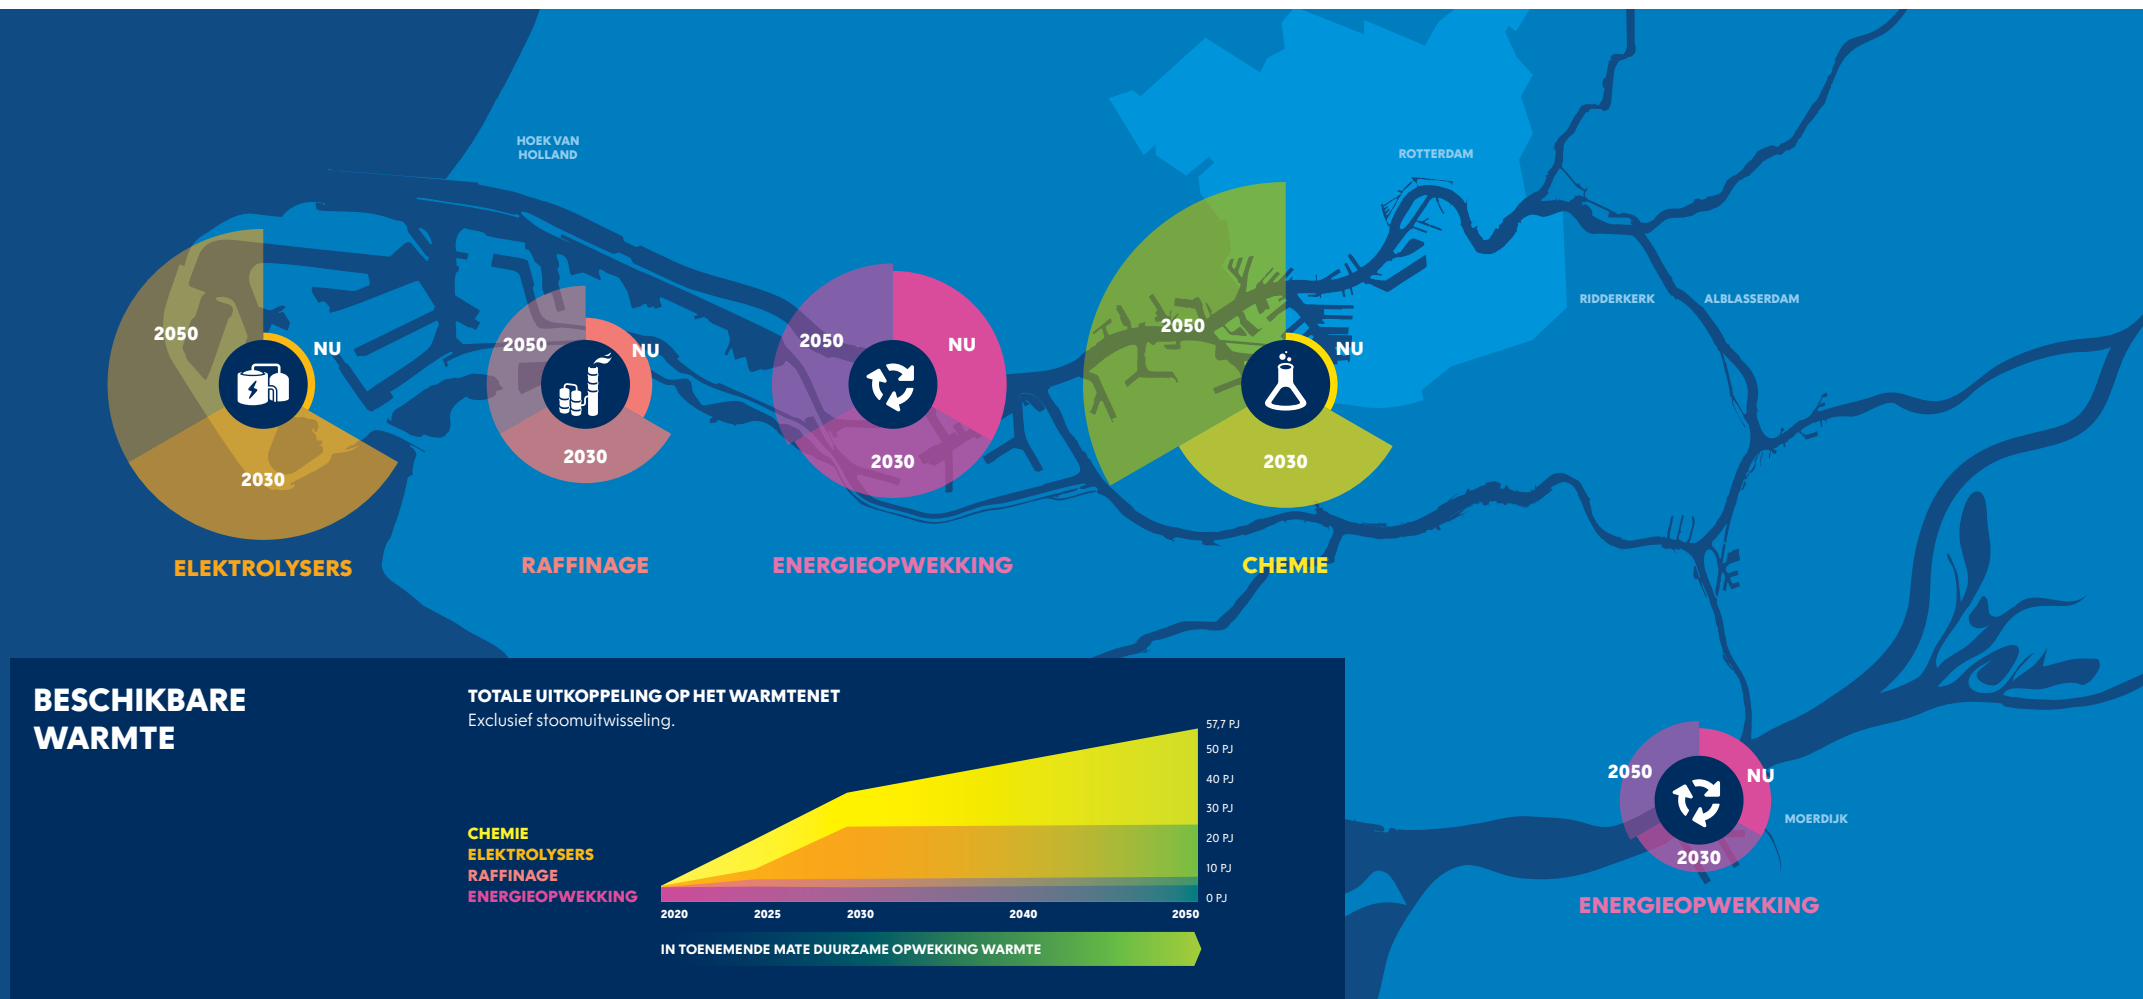 HOEK VAN
HOLLAND
ROTTERDAM
RIDDERKERK
ALBLASSERDAM
2050
NU
2030
ELEKTROLYSERS
2050
NU
2030
RAFFINAGE
2050
NU
2030
ENERGIEOPWEKKING
2050
NU
2030
CHEMIE
2050
NU
2030
MOERDIJK
ENERGIEOPWEKKING
BESCHIKBARE
WARMTE
TOTALE UITKOPPELING OP HET WARMTENET
Exclusief stoomuitwisseling.
57,7 PJ
50 PJ
40 PJ
30 PJ
20 PJ
10 PJ
0 PJ
CHEMIE
ELEKTROLYSERS
RAFFINAGE
ENERGIEOPWEKKING
2020 2025 2030 2040 2050
IN TOENEMENDE MATE DUURZAME OPWEKKING WARMTE